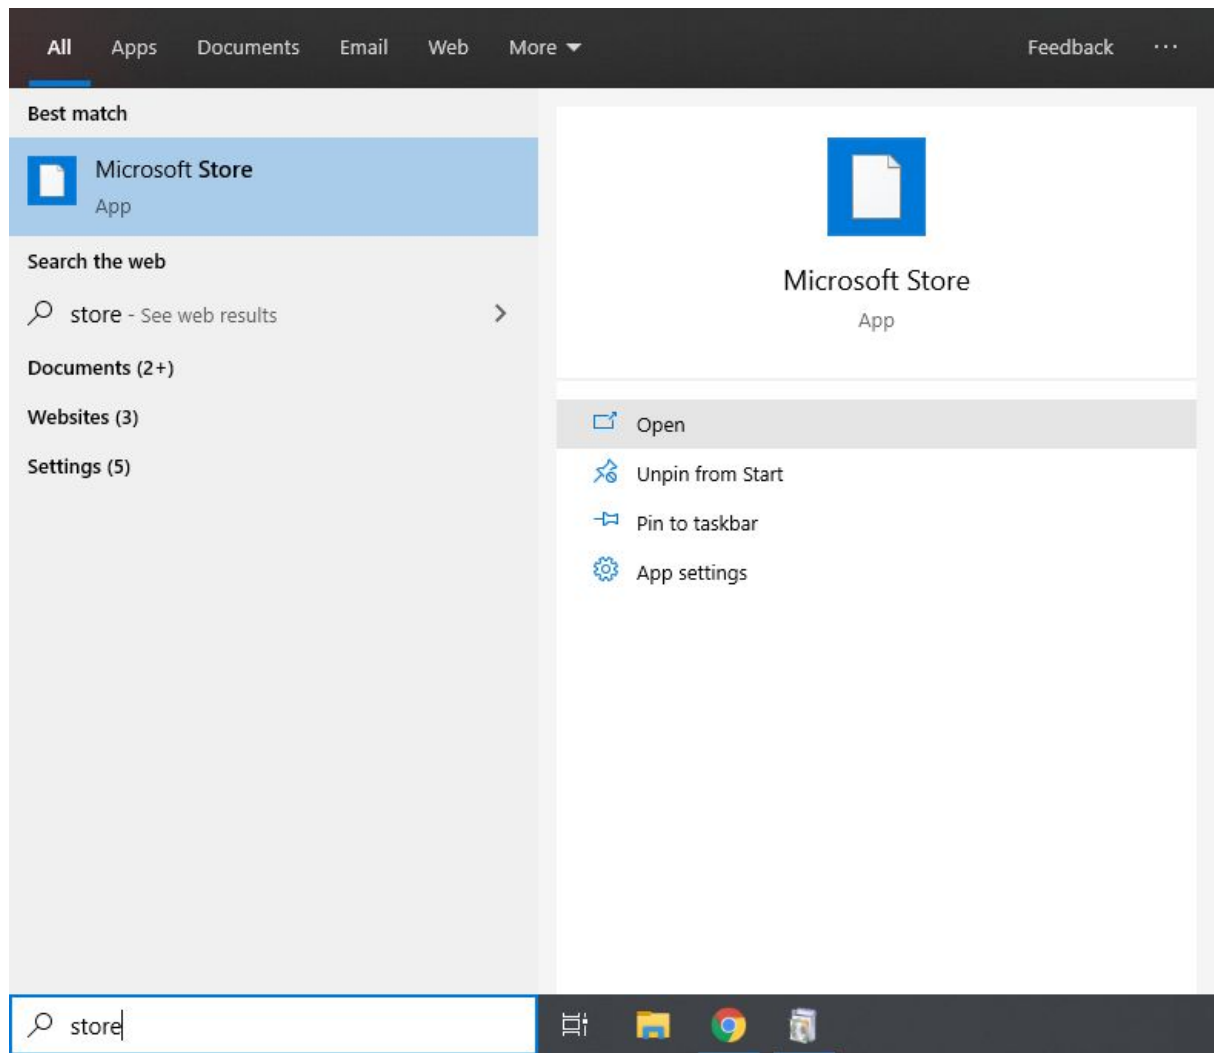 All Apps Documents Email Web More Feedback ...
Best match
Microsoft Store
App
Search the web
store - See web results
Documents (2+)
Websites (3)
Settings (5)
Microsoft Store
App
Open
Unpin from Start
Pin to taskbar
App settings
store